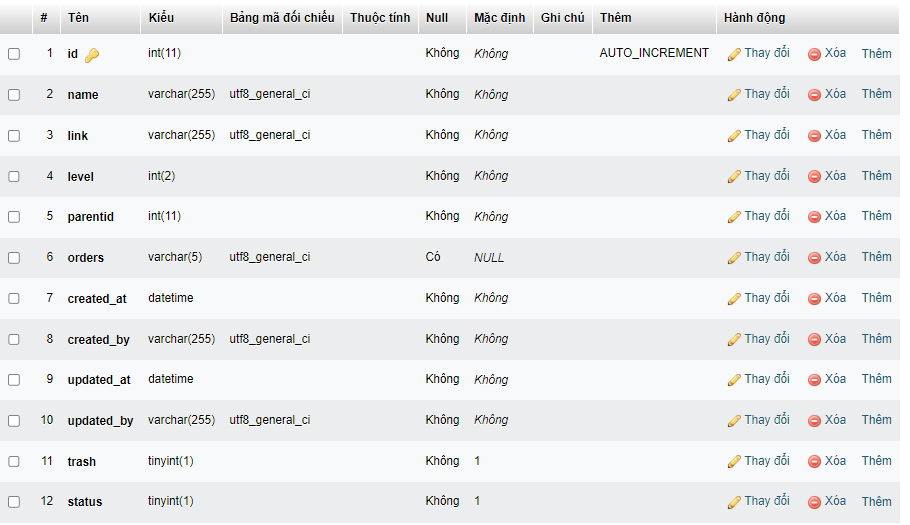 # Tên Kiểu Bảng mã đối chiếu Thuộc tính Null Mặc định Ghi chú Thêm Hành động
1 id int(11) Không Không AUTO_INCREMENT Thay đổi Xóa Thêm
2 name varchar(255) utf8_general_ci Không Không Thay đổi Xóa Thêm
3 link varchar(255) utf8_general_ci Không Không Thay đổi Xóa Thêm
4 level int(2) Không Không Thay đổi Xóa Thêm
5 parentid int(11) Không Không Thay đổi Xóa Thêm
6 orders varchar(5) utf8_general_ci Có NULL Thay đổi Xóa Thêm
7 created_at datetime Không Không Thay đổi Xóa Thêm
8 created_by varchar(255) utf8_general_ci Không Không Thay đổi Xóa Thêm
9 updated_at datetime Không Không Thay đổi Xóa Thêm
10 updated_by varchar(255) utf8_general_ci Không Không Thay đổi Xóa Thêm
11 trash tinyint(1) Không 1 Thay đổi Xóa Thêm
12 status tinyint(1) Không 1 Thay đổi Xóa Thêm